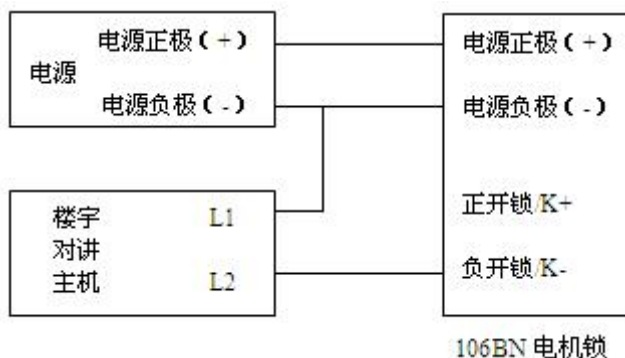 电源
电源正极（+）
电源负极（-）
楼宇
对讲
主机
L1
L2
电源正极（+）
电源负极（-）
正开锁/K+
负开锁/K-
106BN 电机锁